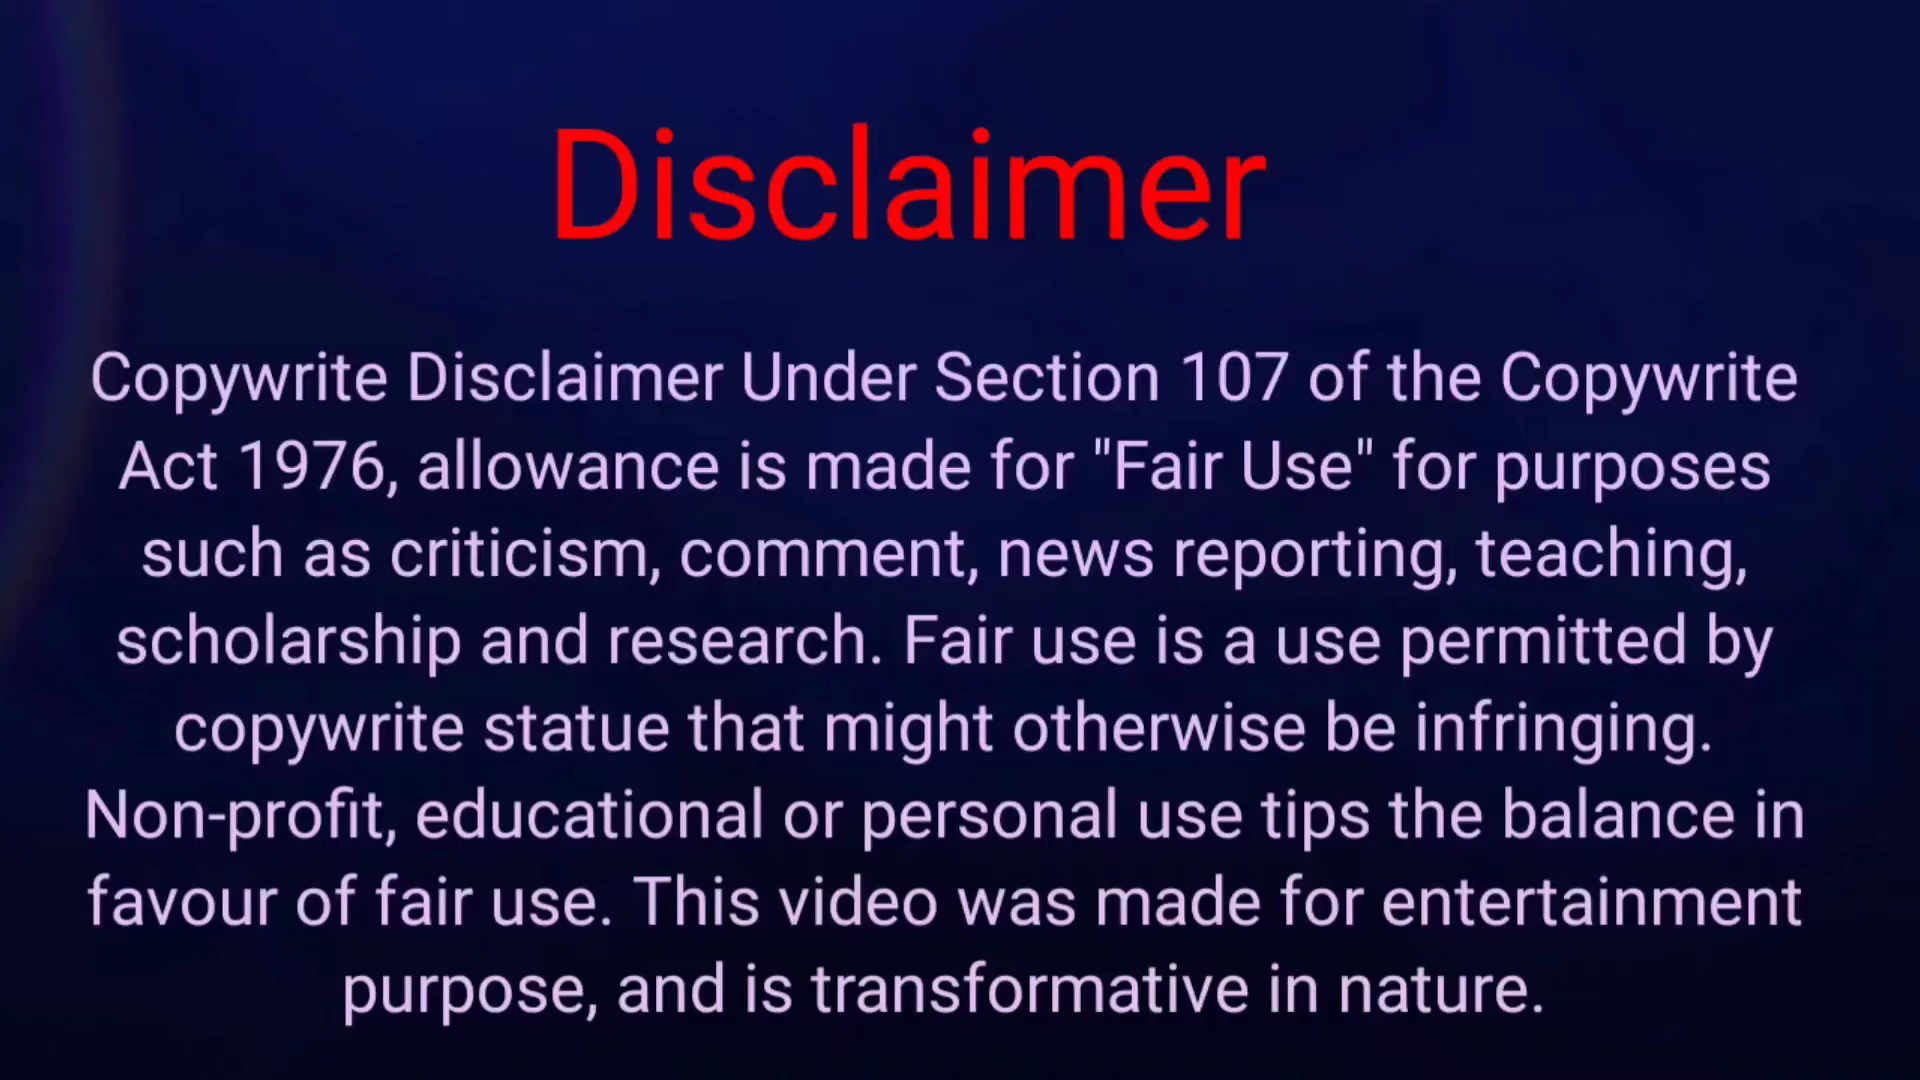 Disclaimer
Copywrite Disclaimer Under Section 107 of the Copywrite
Act 1976, allowance is made for "Fair Use" for purposes
such as criticism, comment, news reporting, teaching,
scholarship and research. Fair use is a use permitted by
copywrite statue that might otherwise be infringing.
Non-profit, educational or personal use tips the balance in
favour of fair use. This video was made for entertainment
purpose, and is transformative in nature.